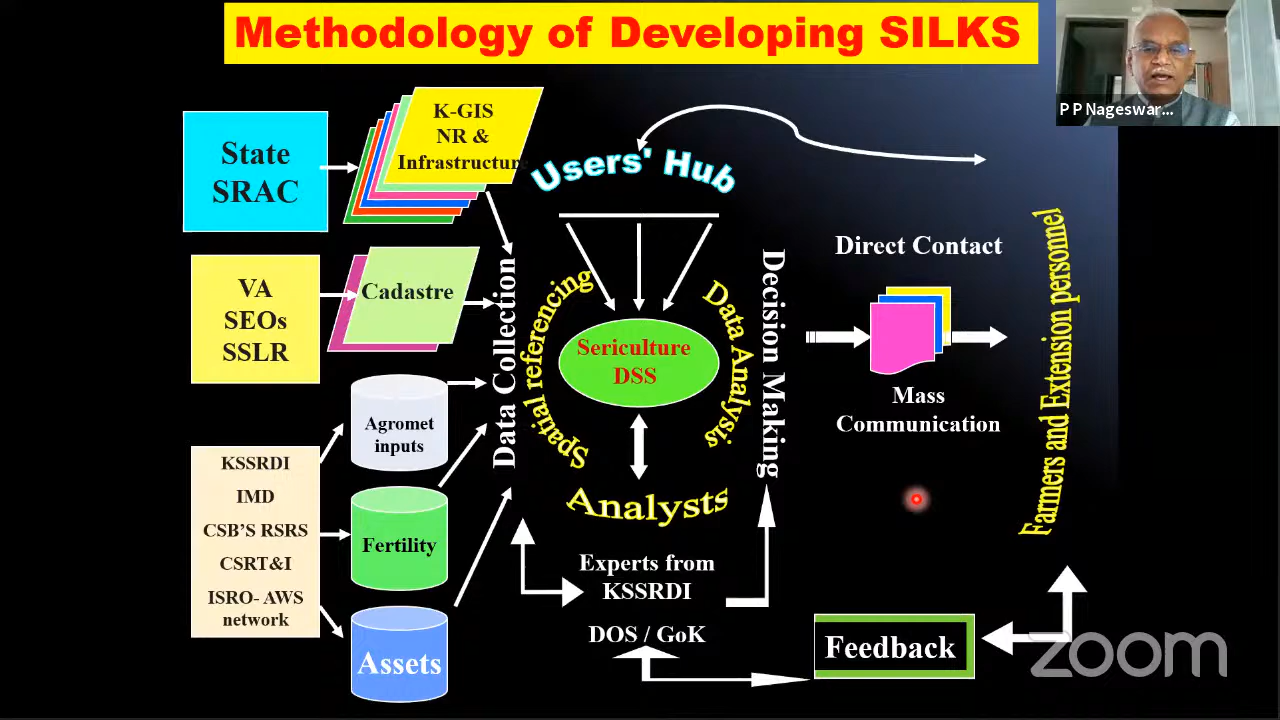 Methodology of Developing SILKS
P P Nageswar...
State
SRAC
K-GIS
NR &
Infrastructure
Users' Hub
VA
SEOs
SSLR
Cadastre
Data Collection
Spatial referencing
Sericulture
DSS
Data Analysis
Decision Making
Direct Contact
Mass
Communication
Farmers and Extension personnel
Agromet
inputs
KSSRDI
IMD
CSB'S RSRS
CSRT&I
ISRO- AWS
network
Fertility
Assets
Analysts
Experts from
KSSRDI
DOS / GoK
Feedback
zoom